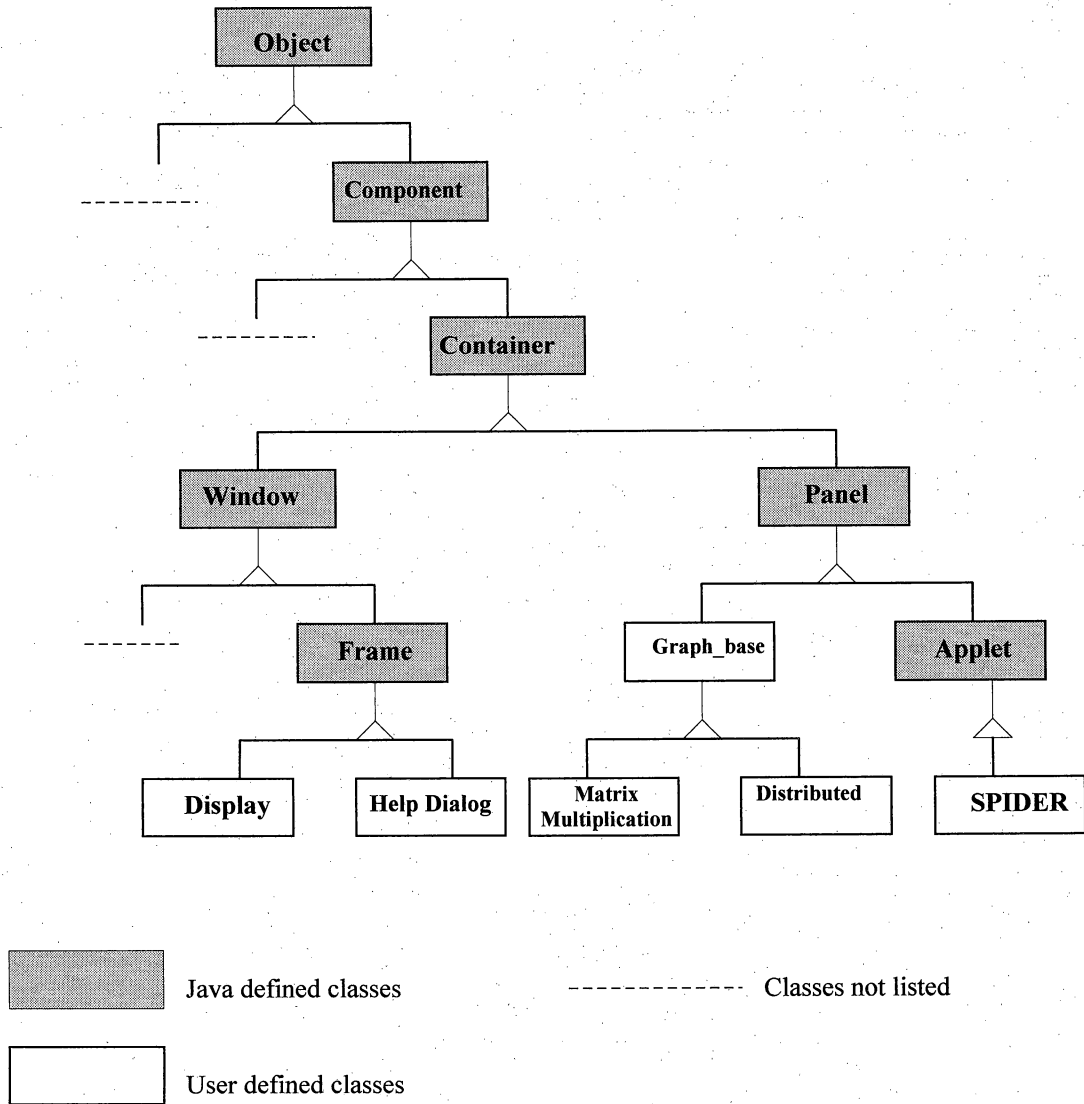 Object
Component
Container
Window
Panel
Frame
Graph_base
Applet
Display
Help Dialog
Matrix
Multiplication
Distributed
SPIDER
Java defined classes
Classes not listed
User defined classes